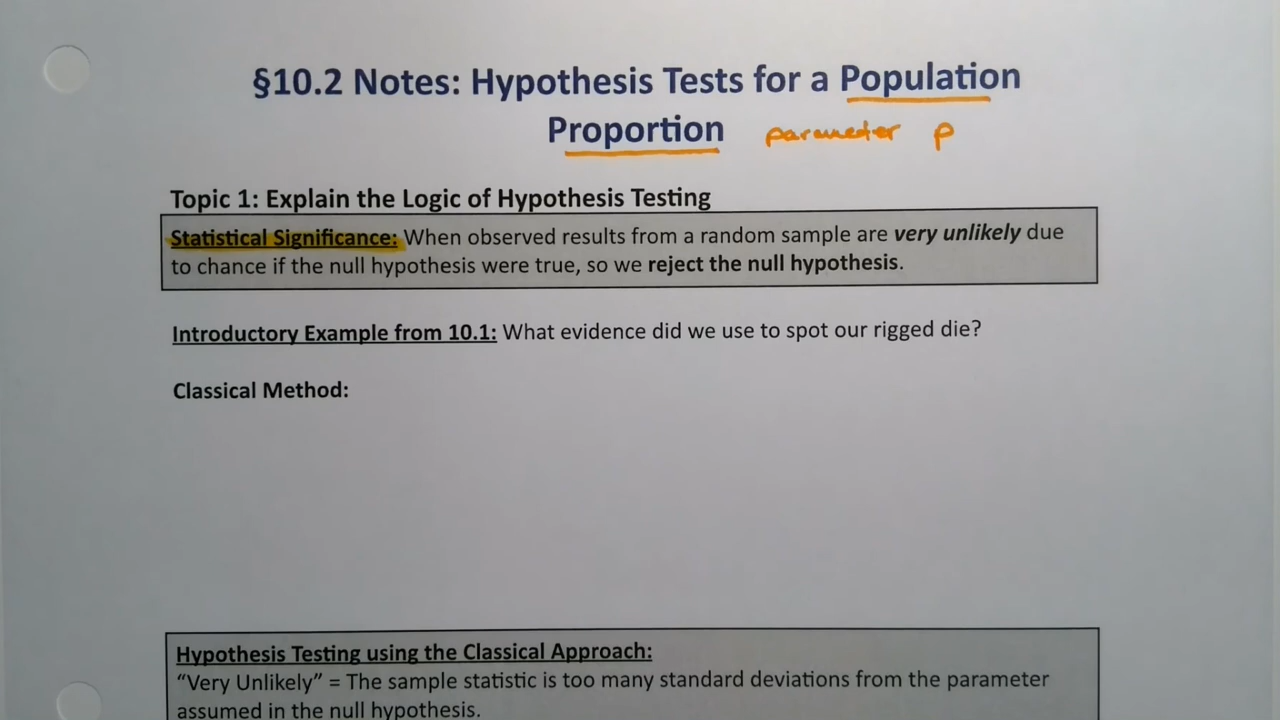 §10.2 Notes: Hypothesis Tests for a Population
Proportion parameter p
Topic 1: Explain the Logic of Hypothesis Testing
Statistical Significance: When observed results from a random sample are very unlikely due
to chance if the null hypothesis were true, so we reject the null hypothesis.
Introductory Example from 10.1: What evidence did we use to spot our rigged die?
Classical Method:
Hypothesis Testing using the Classical Approach:
"Very Unlikely" = The sample statistic is too many standard deviations from the parameter
assumed in the null hypothesis.